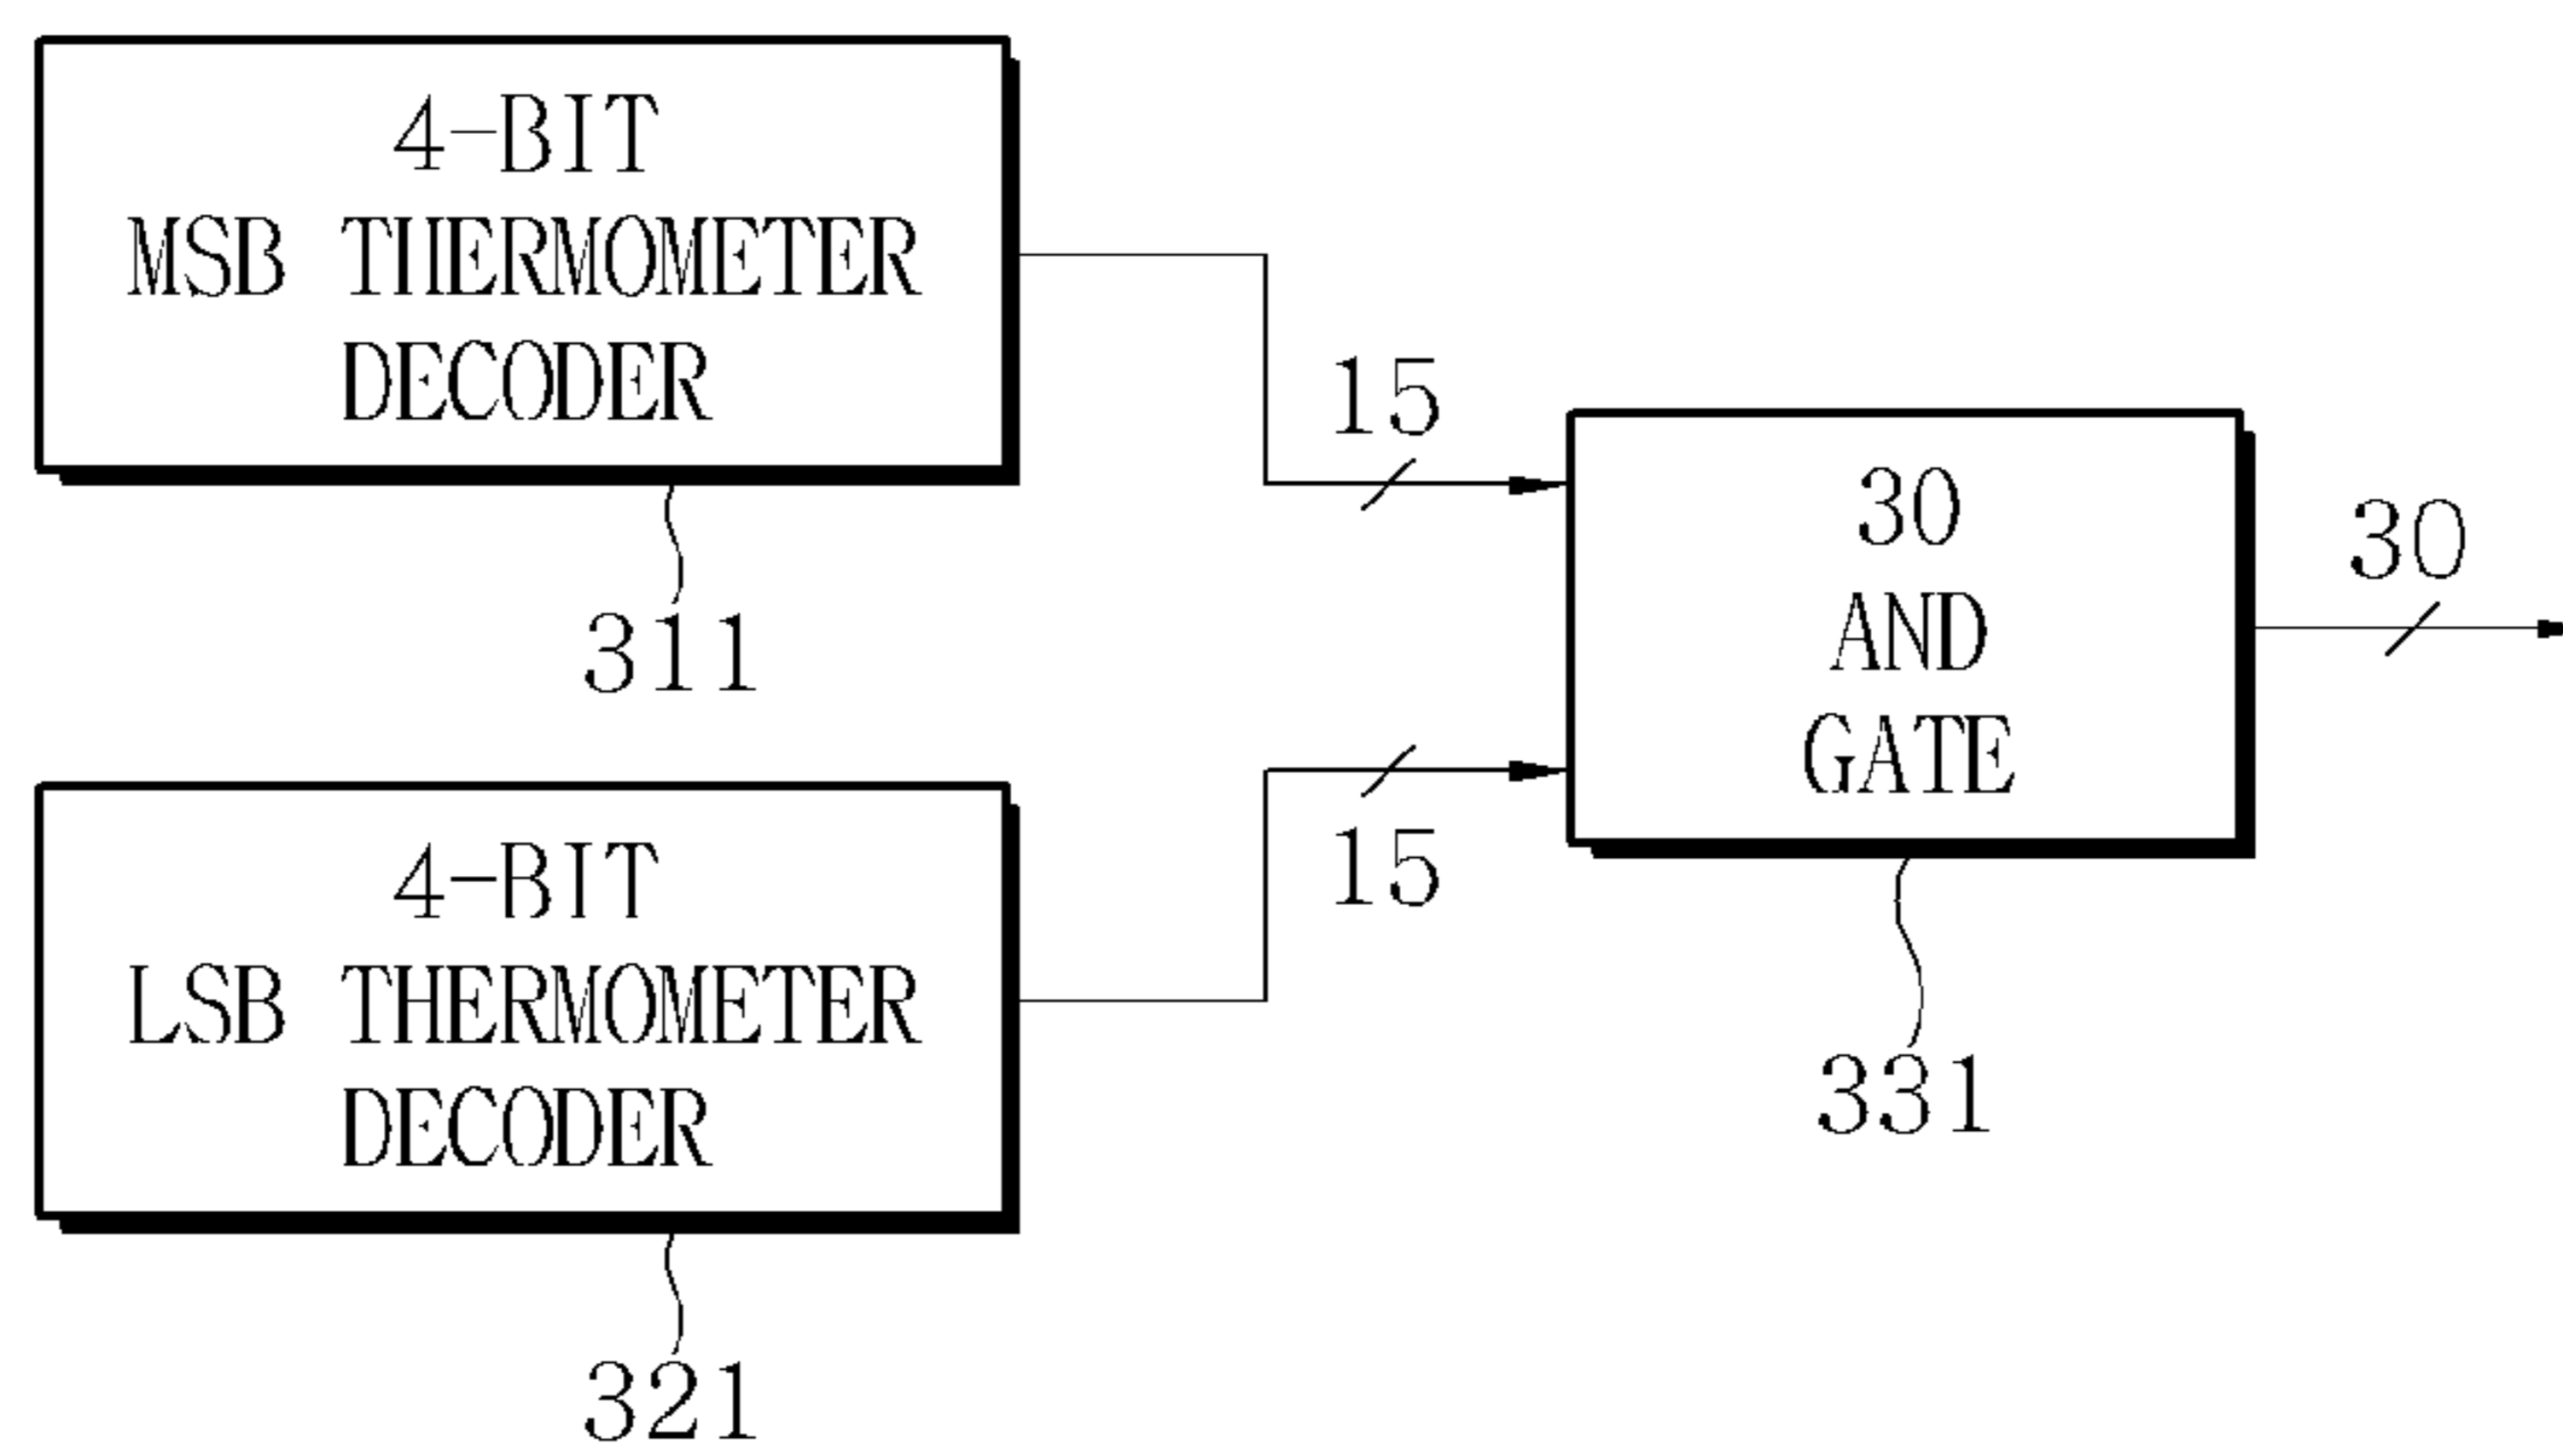 4-BIT
MSB THERMOMETER
DECODER
311
15
30
AND
GATE
30
331
15
4-BIT
LSB THERMOMETER
DECODER
321